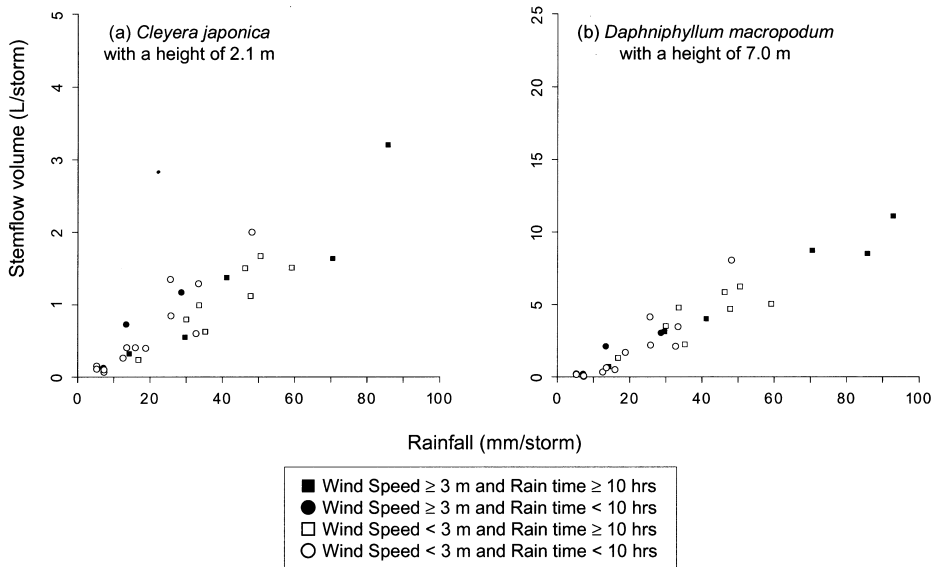 (a) Cleyera japonica
with a height of 2.1 m
(b) Daphniphyllum macropodum
with a height of 7.0 m
Stemflow volume (L/storm)
5
4
3
2
1
0
0 20 40 60 80 100
25
20
15
10
5
0
0 20 40 60 80 100
Rainfall (mm/storm)
Wind Speed ≥ 3 m and Rain time ≥ 10 hrs
Wind Speed ≥ 3 m and Rain time < 10 hrs
Wind Speed < 3 m and Rain time ≥ 10 hrs
Wind Speed < 3 m and Rain time < 10 hrs